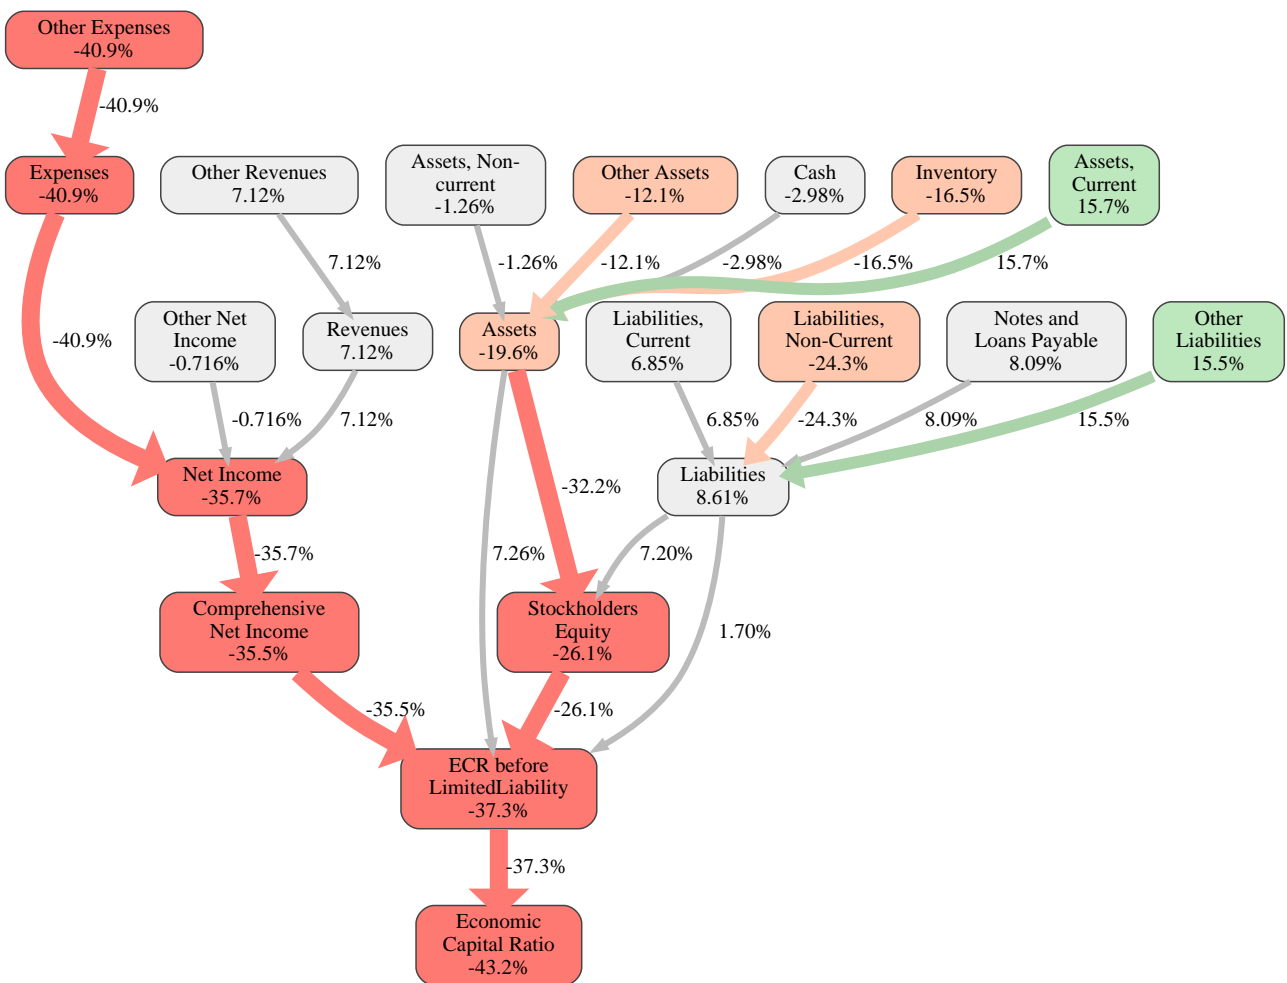 Other Expenses
-40.9%
-40.9%
Expenses
-40.9%
Other Revenues
7.12%
Assets, Non-
current
-1.26%
Other Assets
-12.1%
Cash
-2.98%
Inventory
-16.5%
Assets,
Current
15.7%
7.12%
-1.26%
-12.1%
-2.98%
-16.5%
15.7%
-40.9%
Other Net
Income
-0.716%
Revenues
7.12%
Assets
-19.6%
Liabilities,
Current
6.85%
Liabilities,
Non-Current
-24.3%
Notes and
Loans Payable
8.09%
Other
Liabilities
15.5%
-0.716%
7.12%
6.85%
-24.3%
8.09%
15.5%
Net Income
-35.7%
-32.2%
Liabilities
8.61%
-35.7%
7.26%
7.20%
Comprehensive
Net Income
-35.5%
Stockholders
Equity
-26.1%
1.70%
-35.5%
-26.1%
ECR before
LimitedLiability
-37.3%
-37.3%
Economic
Capital Ratio
-43.2%